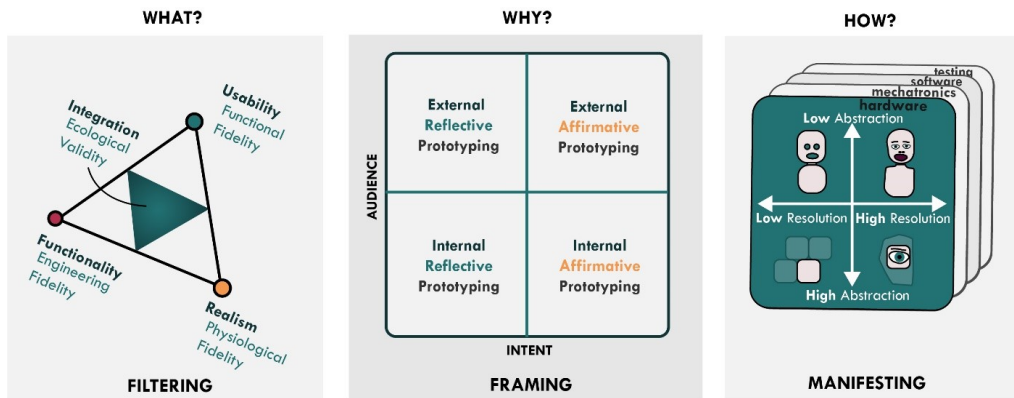 WHAT?
Integration
Ecological
Validity
Usability
Functional
Fidelity
Functionality
Engineering
Fidelity
Realism
Physiological
Fidelity
FILTERING
WHY?
AUDIENCE
External
Reflective
Prototyping
External
Affirmative
Prototyping
Internal
Reflective
Prototyping
Internal
Affirmative
Prototyping
INTENT
FRAMING
HOW?
testing
software
mechatronics
hardware
Low Abstraction
Low Resolution
High Resolution
High Abstraction
MANIFESTING